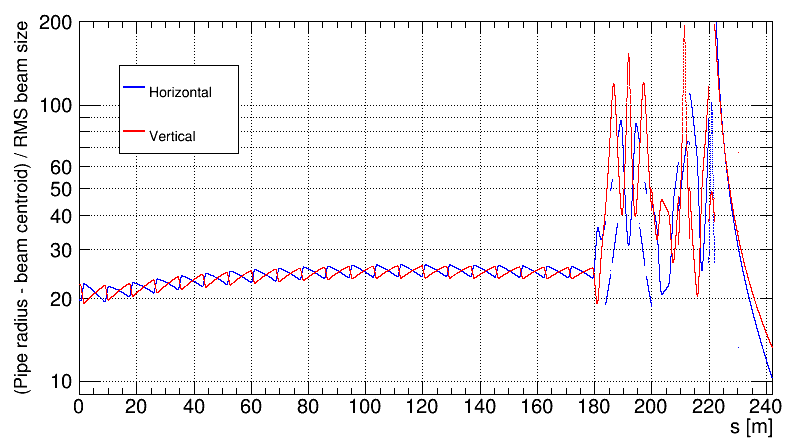 (Pipe radius - beam centroid) / RMS beam size
200
100
60
50
40
30
20
10
Horizontal
Vertical
0 20 40 60 80 100 120 140 160 180 200 220 240
s [m]